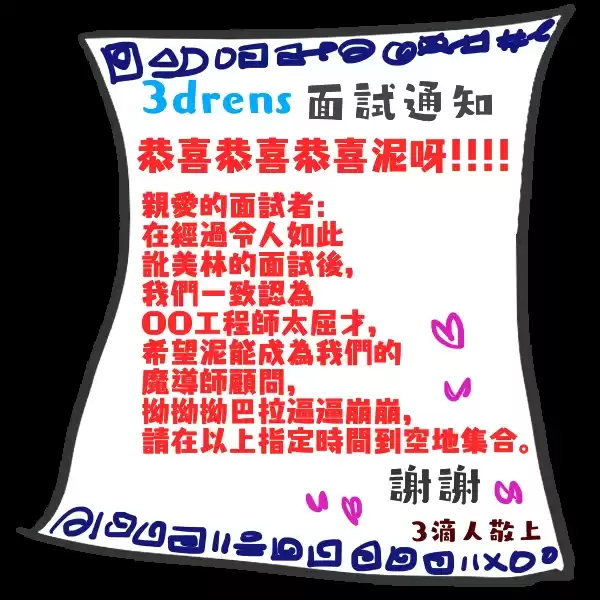 3drens 面試通知
恭喜恭喜恭喜泥呀!!!!
親愛的面試者:
在經過令人如此
訿美林的面試後,
我們一致認為
OO工程師太屈才,
希望泥能成為我們的
魔導師顧問,
拗拗拗巴拉逼逼崩崩,
請在以上指定時間到空地集合。
謝謝
3滴人敬上